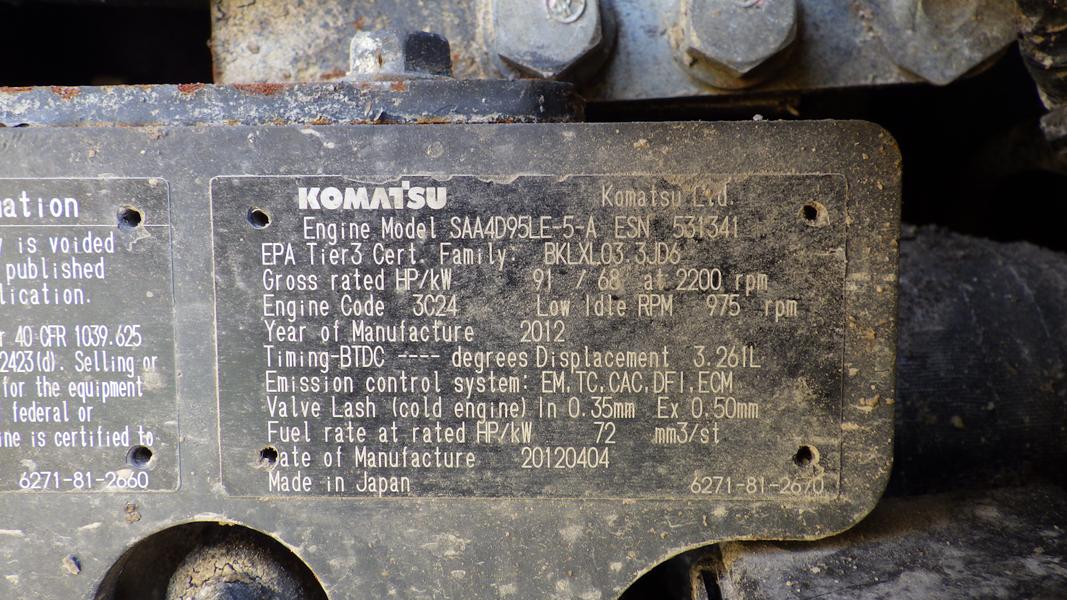 ation
y is voided
published
lication.
r 40 CFR 1039.625
2423(d). Selling or
for the equipment
federal or
ine is certified to
6271-81-2660
KOMATSU Komatsu Ltd.
Engine Model SAA4D95LE-5-A ESN 531341
EPA Tier3 Cert. Family: BKLXL03.3JD6
Gross rated HP/kW 91 / 68 at 2200 rpm
Engine Code 3C24 Low Idle RPM 975 rpm
Year of Manufacture 2012
Timing-BTDC ---- degrees Displacement 3.261L
Emission control system: EM,TC,CAC,DFI,ECM
Valve Lash (cold engine) In 0.35mm Ex 0.50mm
Fuel rate at rated HP/kW 72 mm3/st
ate of Manufacture 20120404
Made in Japan 6271-81-2670